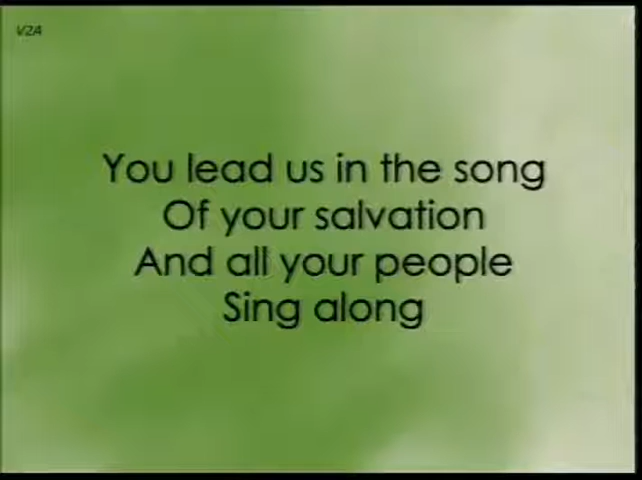 V2A
You lead us in the song
Of your salvation
And all your people
Sing along